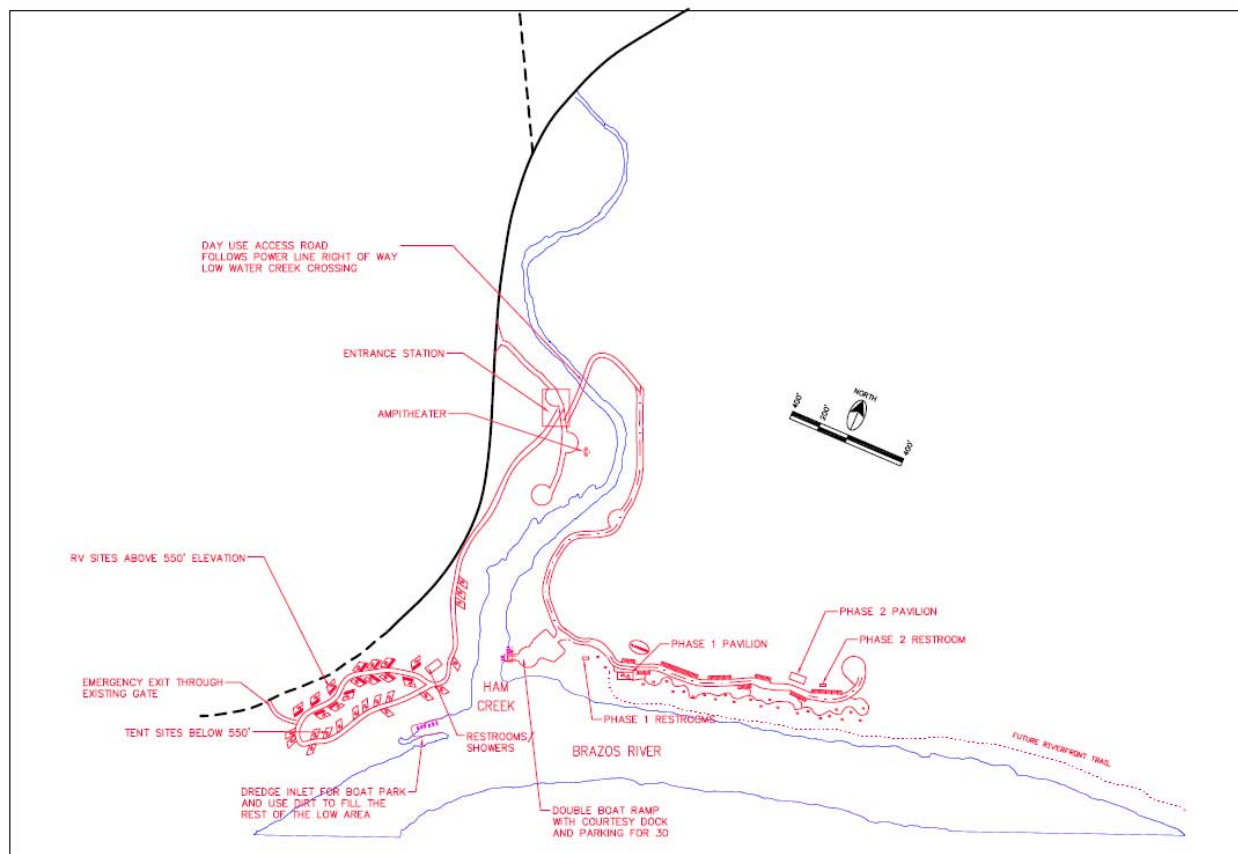 DAY USE ACCESS ROAD
FOLLOWS POWER LINE RIGHT OF WAY
LOW WATER CREEK CROSSING
ENTRANCE STATION
AMPITHEATER
NORTH
400'
200'
400'
RV SITES ABOVE 550' ELEVATION
PHASE 2 PAVILION
PHASE 1 PAVILION
PHASE 2 RESTROOM
EMERGENCY EXIT THROUGH
EXISTING GATE
HAM
CREEK
TENT SITES BELOW 550'
PHASE 1 RESTROOMS
RESTROOMS/
SHOWERS
BRAZOS RIVER
FUTURE RIVERFRONT TRAIL
DREDGE INLET FOR BOAT PARK
AND USE DIRT TO FILL THE
REST OF THE LOW AREA
DOUBLE BOAT RAMP
WITH COURTESY DOCK
AND PARKING FOR 30